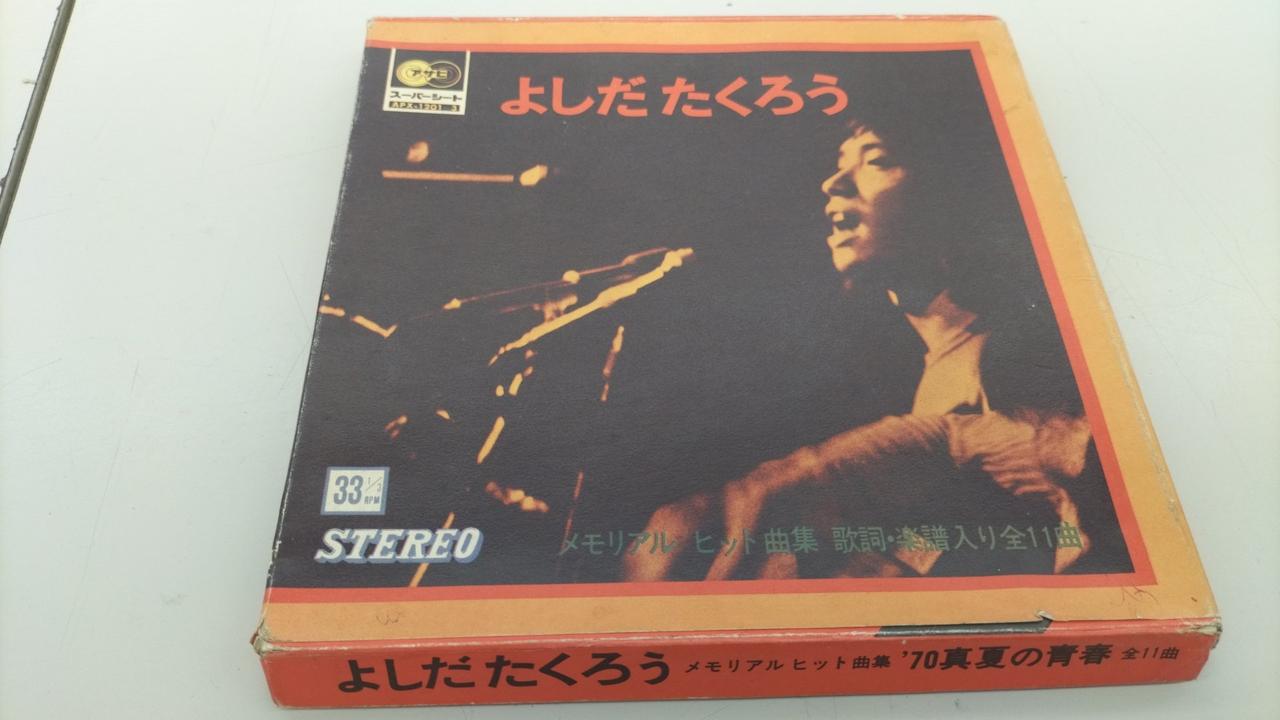 アサヒ
スーパーシート
APX-1201_3
よしだ たくろう
33 1/3 RPM
STEREO
メモリアル ヒット曲集 歌詞・楽譜入り全11曲
よしだ たくろう メモリアル ヒット曲集 '70真夏の青春 全11曲